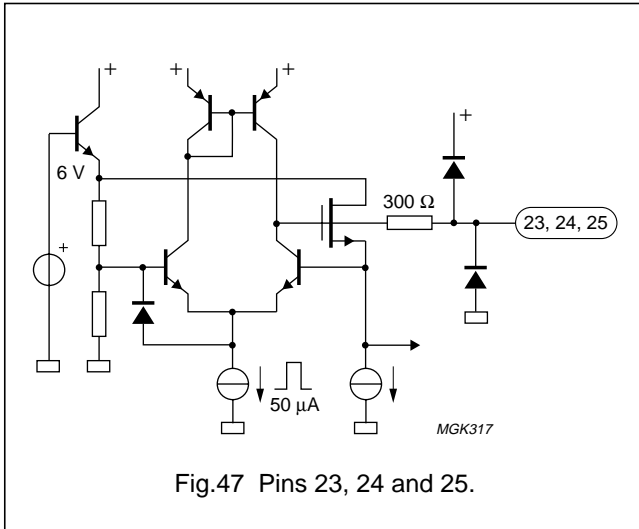 + + +
+
6 V
300 Ω
23, 24, 25
+
50 μA
MGK317
Fig.47 Pins 23, 24 and 25.